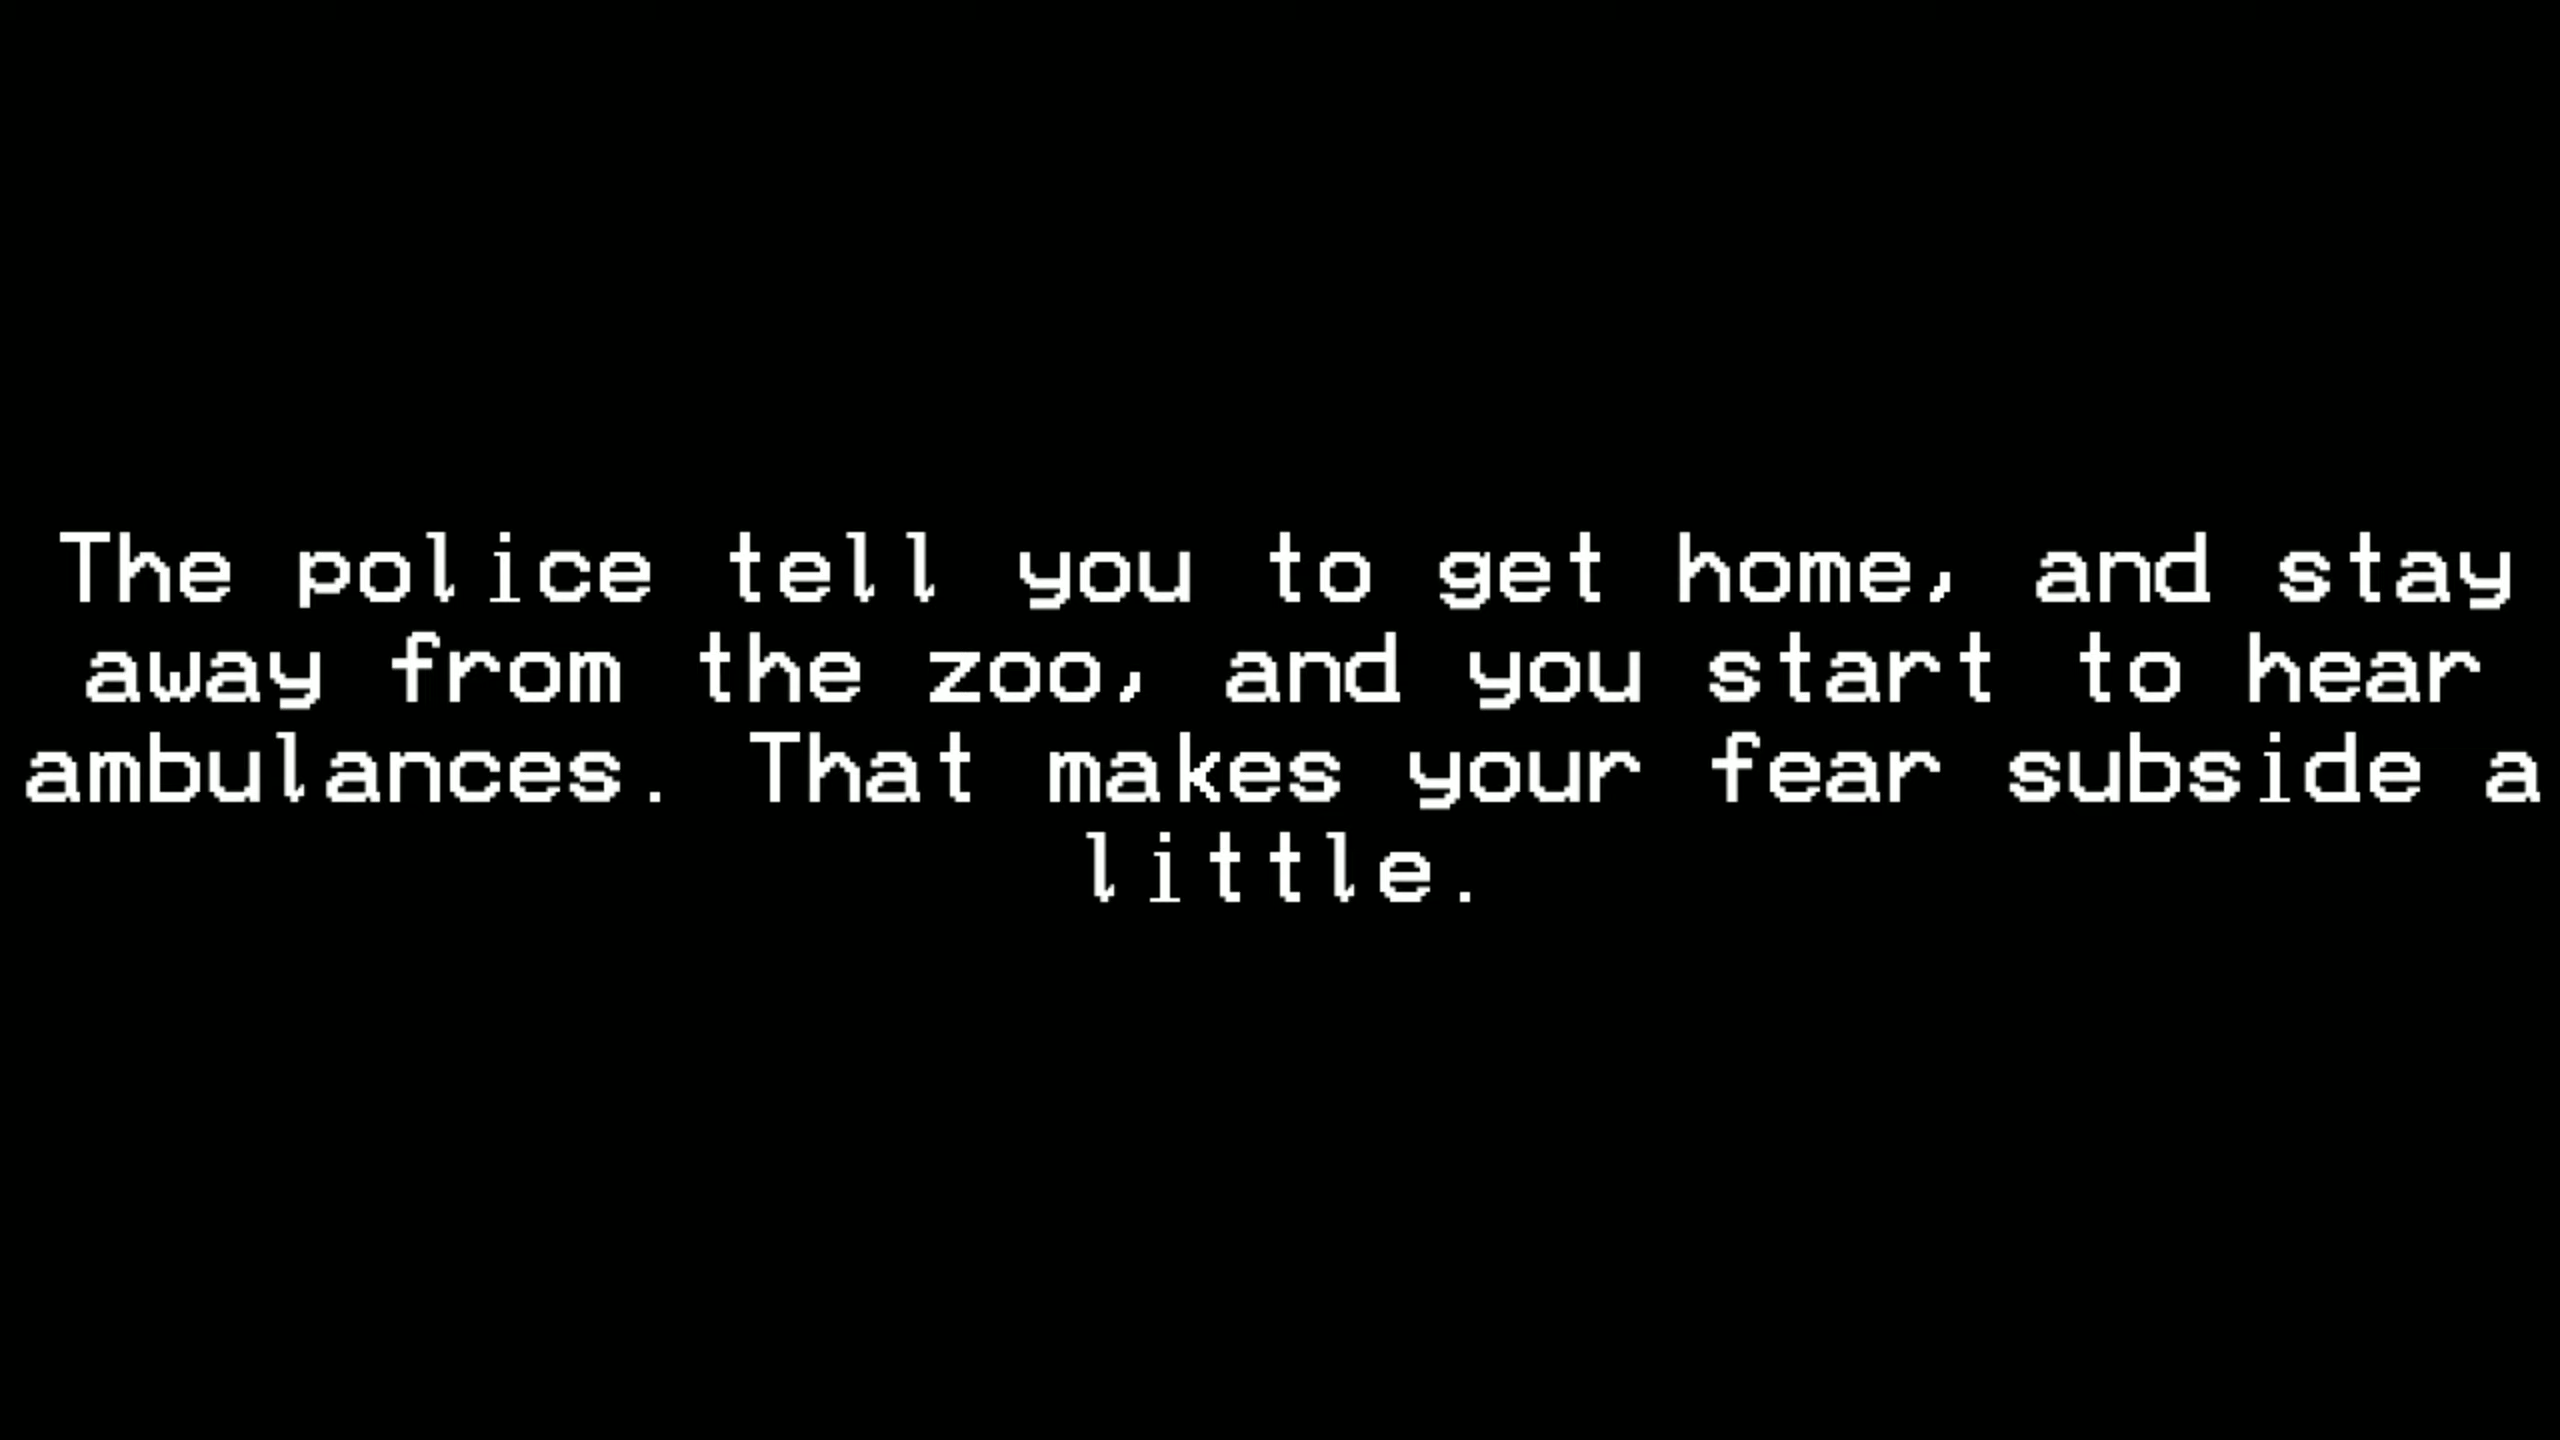 The police tell you to get home, and stay
away from the zoo, and you start to hear
ambulances. That makes your fear subside a
little.